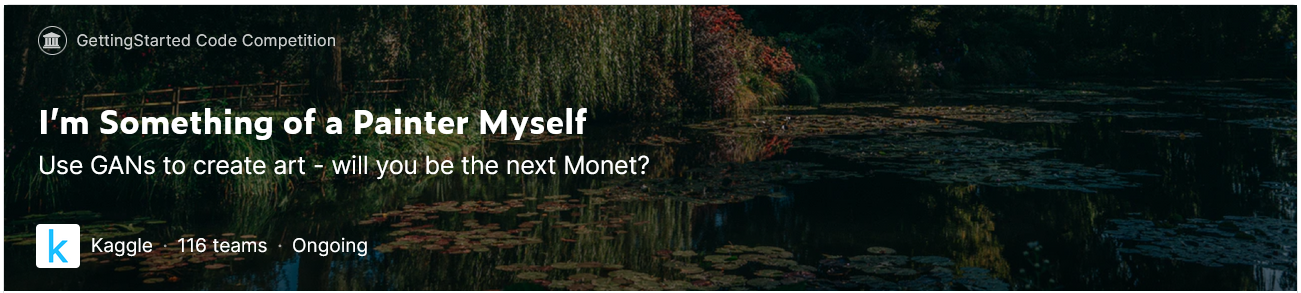 GettingStarted Code Competition
I'm Something of a Painter Myself
Use GANs to create art - will you be the next Monet?
k
Kaggle · 116 teams · Ongoing